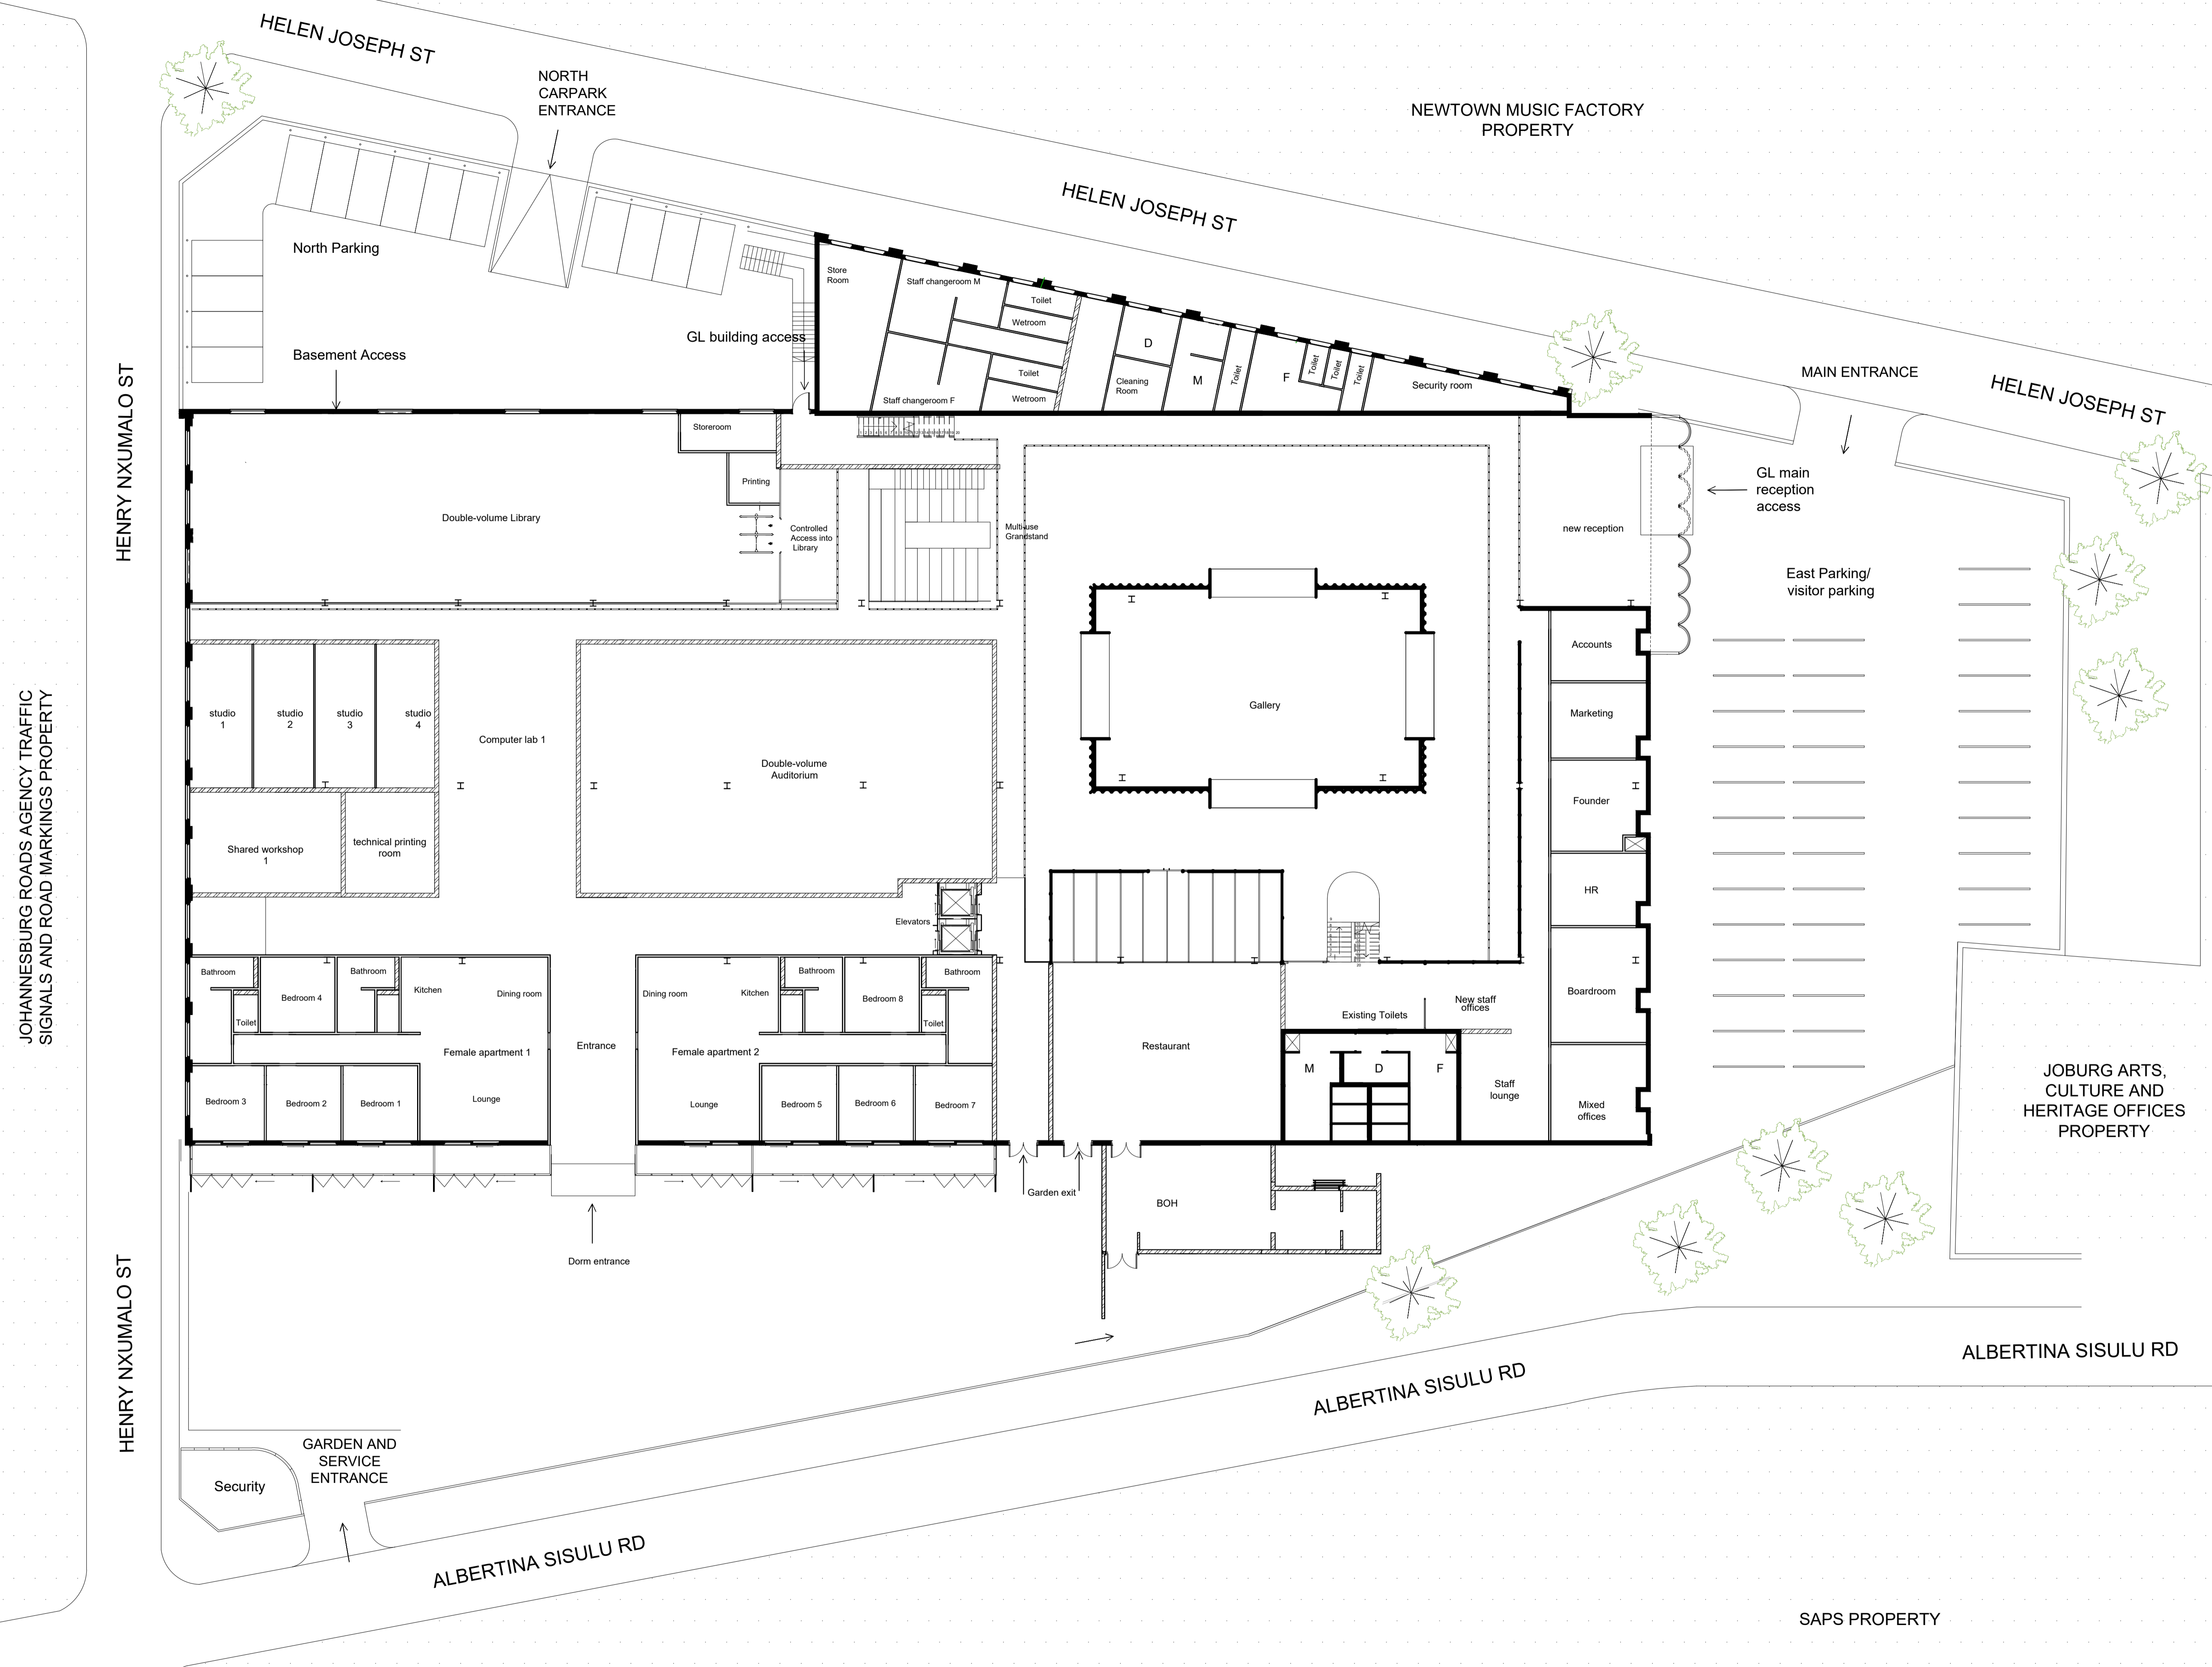 HELEN JOSEPH ST
NORTH
CARPARK
ENTRANCE
NEWTOWN MUSIC FACTORY
PROPERTY
HELEN JOSEPH ST
North Parking
Store
Room
Staff changeroom M
Toilet
Wetroom
GL building access
Basement Access
D
Cleaning
Room
M
Toilet
F
Toilet
Toilet
Toilet
Security room
Toilet
Wetroom
Staff changeroom F
MAIN ENTRANCE
HELEN JOSEPH ST
HENRY NXUMALO ST
Storeroom
Printing
Double-volume Library
Controlled
Access into
Library
Multi-use
Grandstand
new reception
GL main
reception
access
East Parking/
visitor parking
JOHANNESBURG ROADS AGENCY TRAFFIC
SIGNALS AND ROAD MARKINGS PROPERTY
studio
1
studio
2
studio
3
studio
4
Computer lab 1
Double-volume
Auditorium
Gallery
Accounts
Marketing
Founder
HR
Boardroom
Mixed
offices
Shared workshop
1
technical printing
room
Elevators
Bathroom
Bedroom 4
Bathroom
Kitchen
Dining room
Toilet
Female apartment 1
Bedroom 3
Bedroom 2
Bedroom 1
Lounge
Entrance
Dining room
Kitchen
Bathroom
Bedroom 8
Bathroom
Toilet
Female apartment 2
Lounge
Bedroom 5
Bedroom 6
Bedroom 7
Restaurant
Existing Toilets
New staff
offices
M
D
F
Staff
lounge
JOBURG ARTS,
CULTURE AND
HERITAGE OFFICES
PROPERTY
Garden exit
BOH
Dorm entrance
HENRY NXUMALO ST
ALBERTINA SISULU RD
ALBERTINA SISULU RD
GARDEN AND
SERVICE
ENTRANCE
Security
ALBERTINA SISULU RD
SAPS PROPERTY